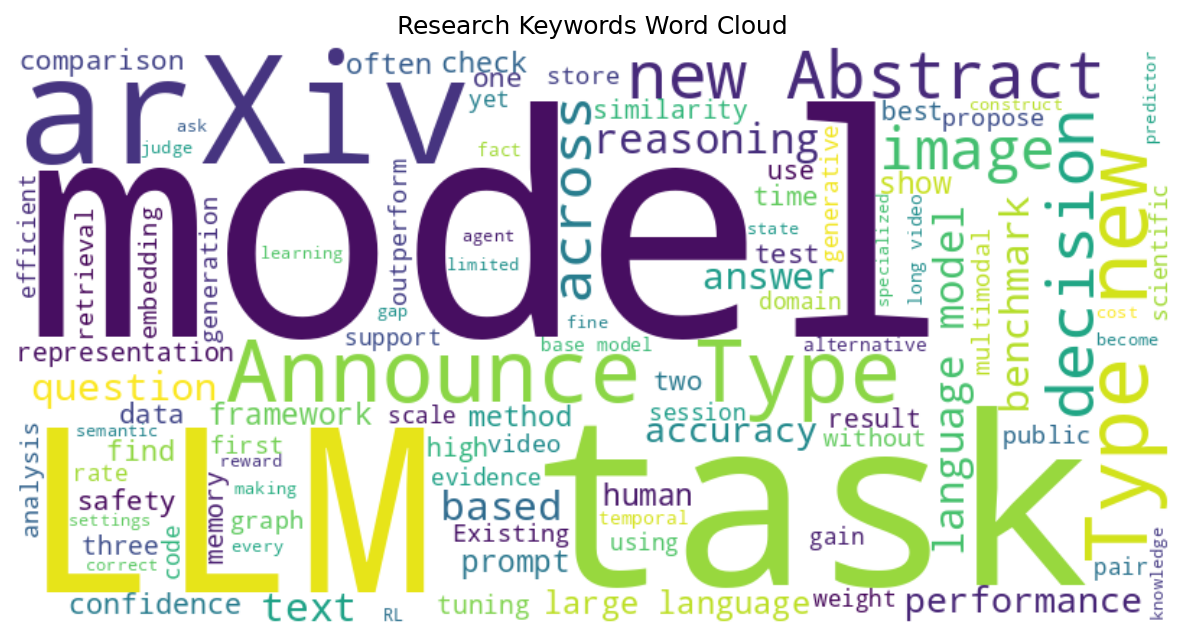 Research Keywords Word Cloud
comparison
arXiv
often
check
one
yet
store
new
Abstract
similarity
best
construct
propose
predictor
ask
judge
fact
reasoning
image
across
use
time
generative
show
decision
Type new
model
efficient
retrieval
embedding
generation
learning
outperform
agent
limited
state
test
answer
domain
specialized
long video
language model
multimodal
benchmark
scientific
cost
become
gap
fine
support
base model
alternative
representation
Announce Type
question
two
data
framework
scale
method
session
result
accuracy
without
public
analysis
semantic
find
first
high
video
LLM
task
rate
reward
evidence
safety
memory
making
human
based
settings
graph
temporal
three
code
every
Existing
using
gain
correct
prompt
pair
knowledge
confidence
text
RL
tuning
large language
weight
performance